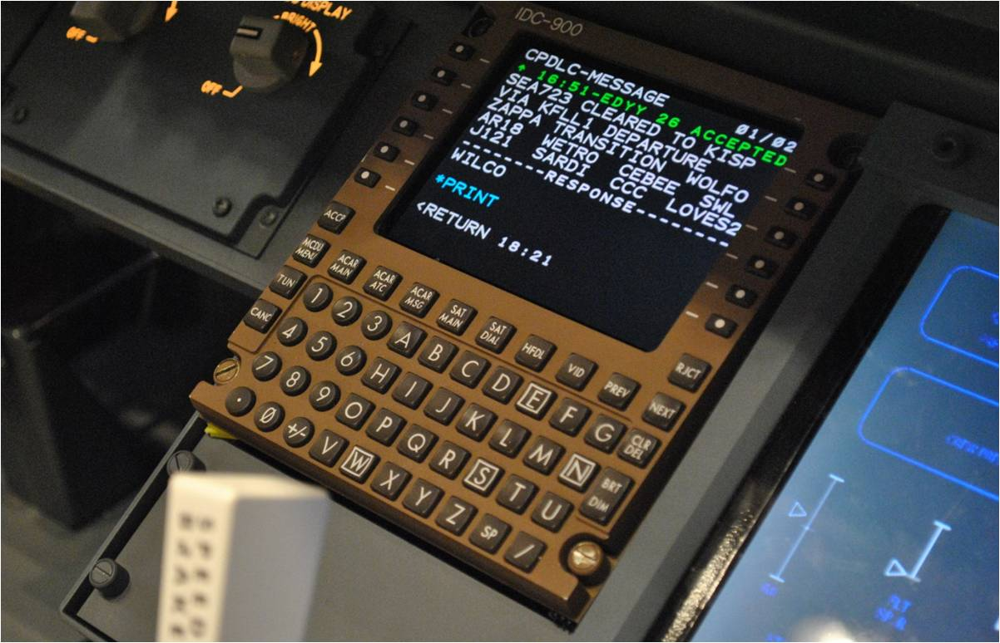 DISPLAY
BRIGHT
OFF
OFF
IDC-900
CPDLC-MESSAGE 01/02
↑ 16:51-EDYY 26 ACCEPTED
SEA723 CLEARED TO KISP
VIA KFLL1 DEPARTURE
ZAPPA TRANSITION WOLFO
AR18 WETRO CEBEE SWL
J121 SARDI CCC LOVES2
--------RESPONSE--------
WILCO
*PRINT
<RETURN 18:21
ACCP
RJCT
MCDU MENU
ACAR MAIN
ACAR ATC
ACAR MSG
SAT MAIN
SAT DIAL
HFDL
VID
PREV
NEXT
TUN
1 2 3 A B C D E F G
CLR DEL
CANC
4 5 6 H I J K L M N
BRT DIM
7 8 9 O P Q R S T U
. 0 +/- V W X Y Z SP /
SPEED
BRAKE
FLT